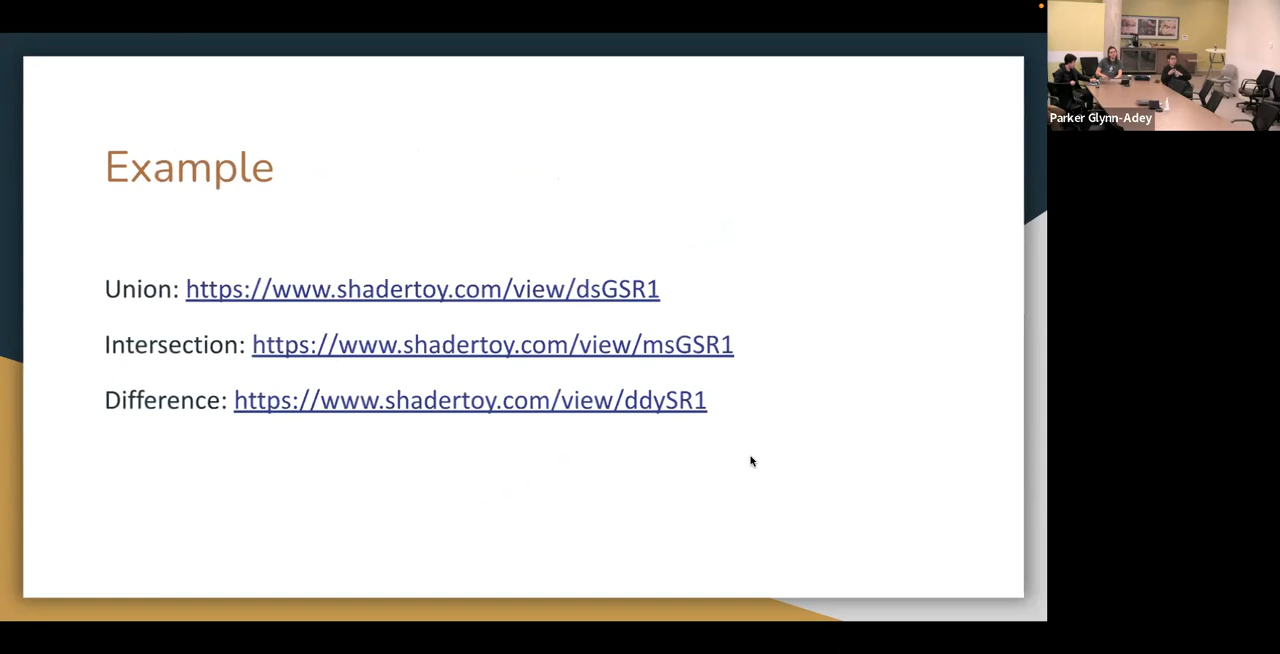 Example
Union: https://www.shadertoy.com/view/dsGSR1
Intersection: https://www.shadertoy.com/view/msGSR1
Difference: https://www.shadertoy.com/view/ddySR1
Parker Glynn-Adey